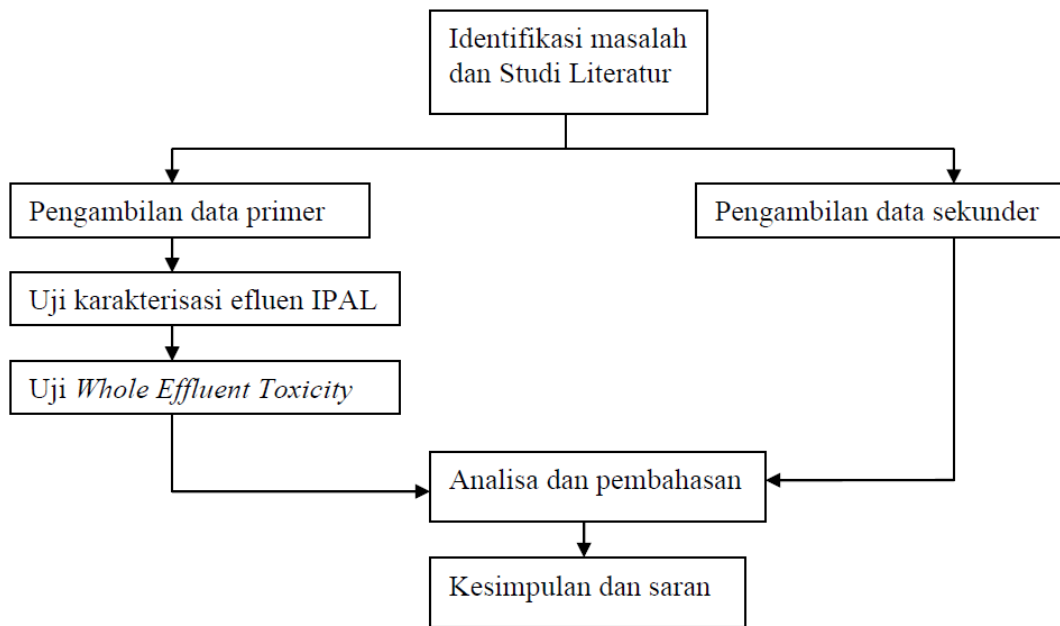 Identifikasi masalah
dan Studi Literatur
Pengambilan data primer
Pengambilan data sekunder
Uji karakterisasi efluen IPAL
Uji Whole Effluent Toxicity
Analisa dan pembahasan
Kesimpulan dan saran